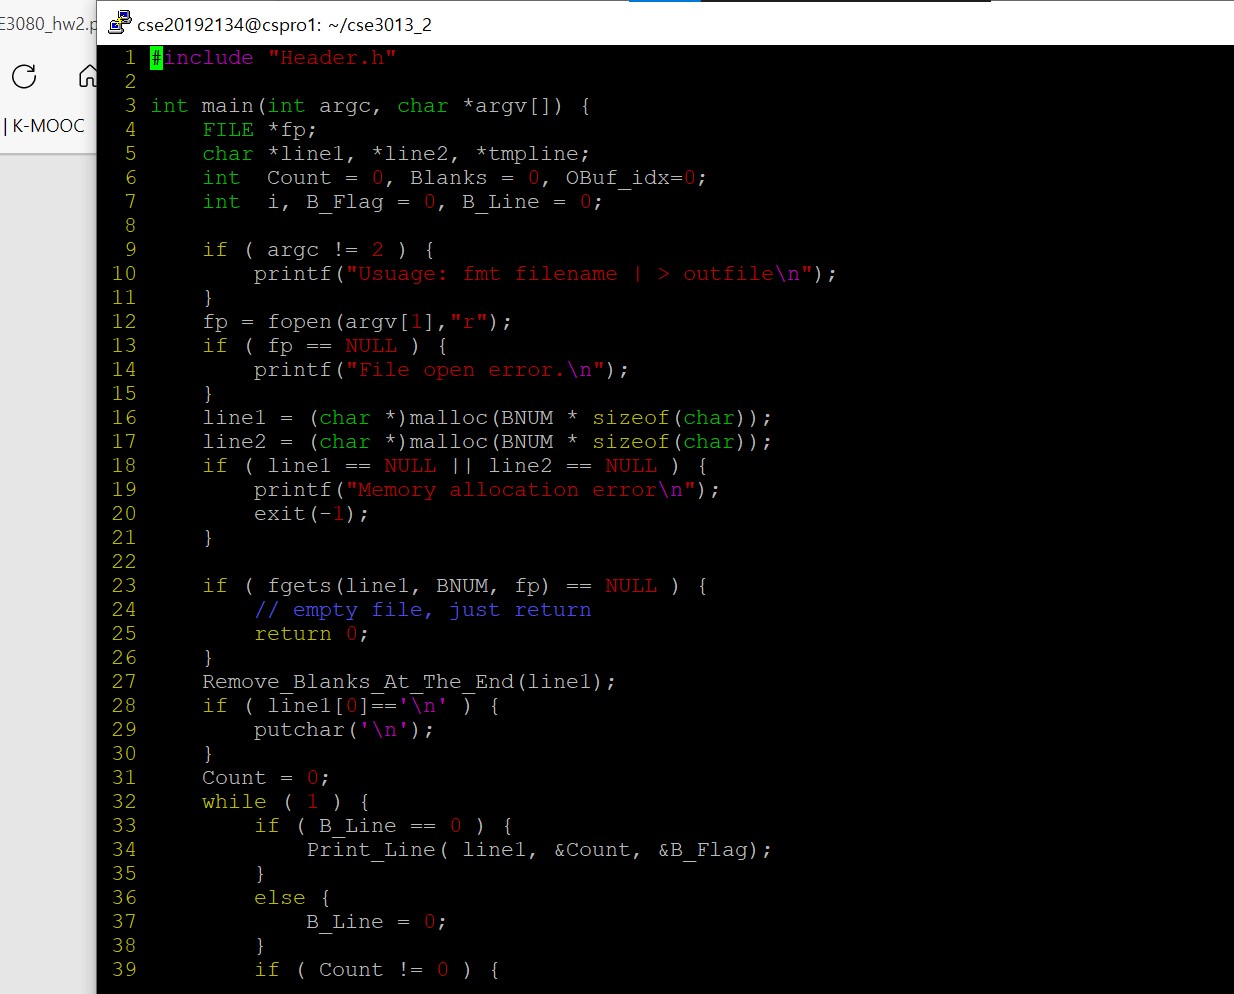 E3080_hw2.p
cse20192134@cspro1: ~/cse3013_2
| K-MOOC
1 #include "Header.h"
2
3 int main(int argc, char *argv[]) {
4     FILE *fp;
5     char *line1, *line2, *tmpline;
6     int  Count = 0, Blanks = 0, OBuf_idx=0;
7     int  i, B_Flag = 0, B_Line = 0;
8
9     if ( argc != 2 ) {
10         printf("Usuage: fmt filename | > outfile\n");
11     }
12     fp = fopen(argv[1],"r");
13     if ( fp == NULL ) {
14         printf("File open error.\n");
15     }
16     line1 = (char *)malloc(BNUM * sizeof(char));
17     line2 = (char *)malloc(BNUM * sizeof(char));
18     if ( line1 == NULL || line2 == NULL ) {
19         printf("Memory allocation error\n");
20         exit(-1);
21     }
22
23     if ( fgets(line1, BNUM, fp) == NULL ) {
24         // empty file, just return
25         return 0;
26     }
27     Remove_Blanks_At_The_End(line1);
28     if ( line1[0]=='\n' ) {
29         putchar('\n');
30     }
31     Count = 0;
32     while ( 1 ) {
33         if ( B_Line == 0 ) {
34             Print_Line( line1, &Count, &B_Flag);
35         }
36         else {
37             B_Line = 0;
38         }
39         if ( Count != 0 ) {